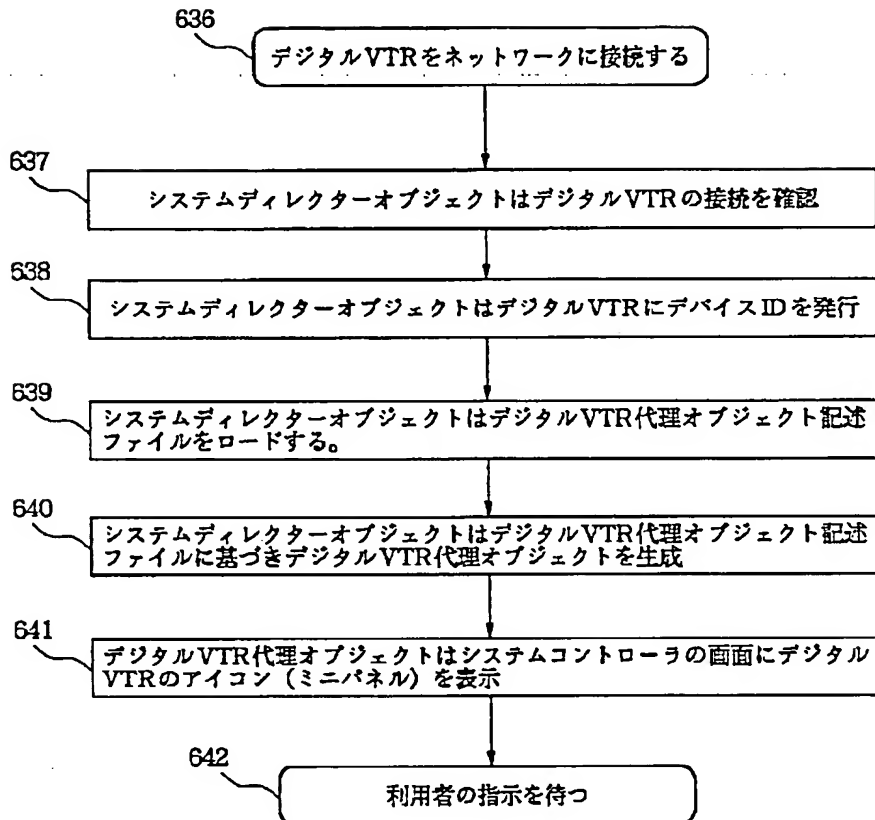 636
デジタルVTRをネットワークに接続する
637
システムディレクターオブジェクトはデジタルVTRの接続を確認
638
システムディレクターオブジェクトはデジタルVTRにデバイスIDを発行
639
システムディレクターオブジェクトはデジタルVTR代理オブジェクト記述
ファイルをロードする。
640
システムディレクターオブジェクトはデジタルVTR代理オブジェクト記述
ファイルに基づきデジタルVTR代理オブジェクトを生成
641
デジタルVTR代理オブジェクトはシステムコントローラの画面にデジタル
VTRのアイコン（ミニパネル）を表示
642
利用者の指示を待つ